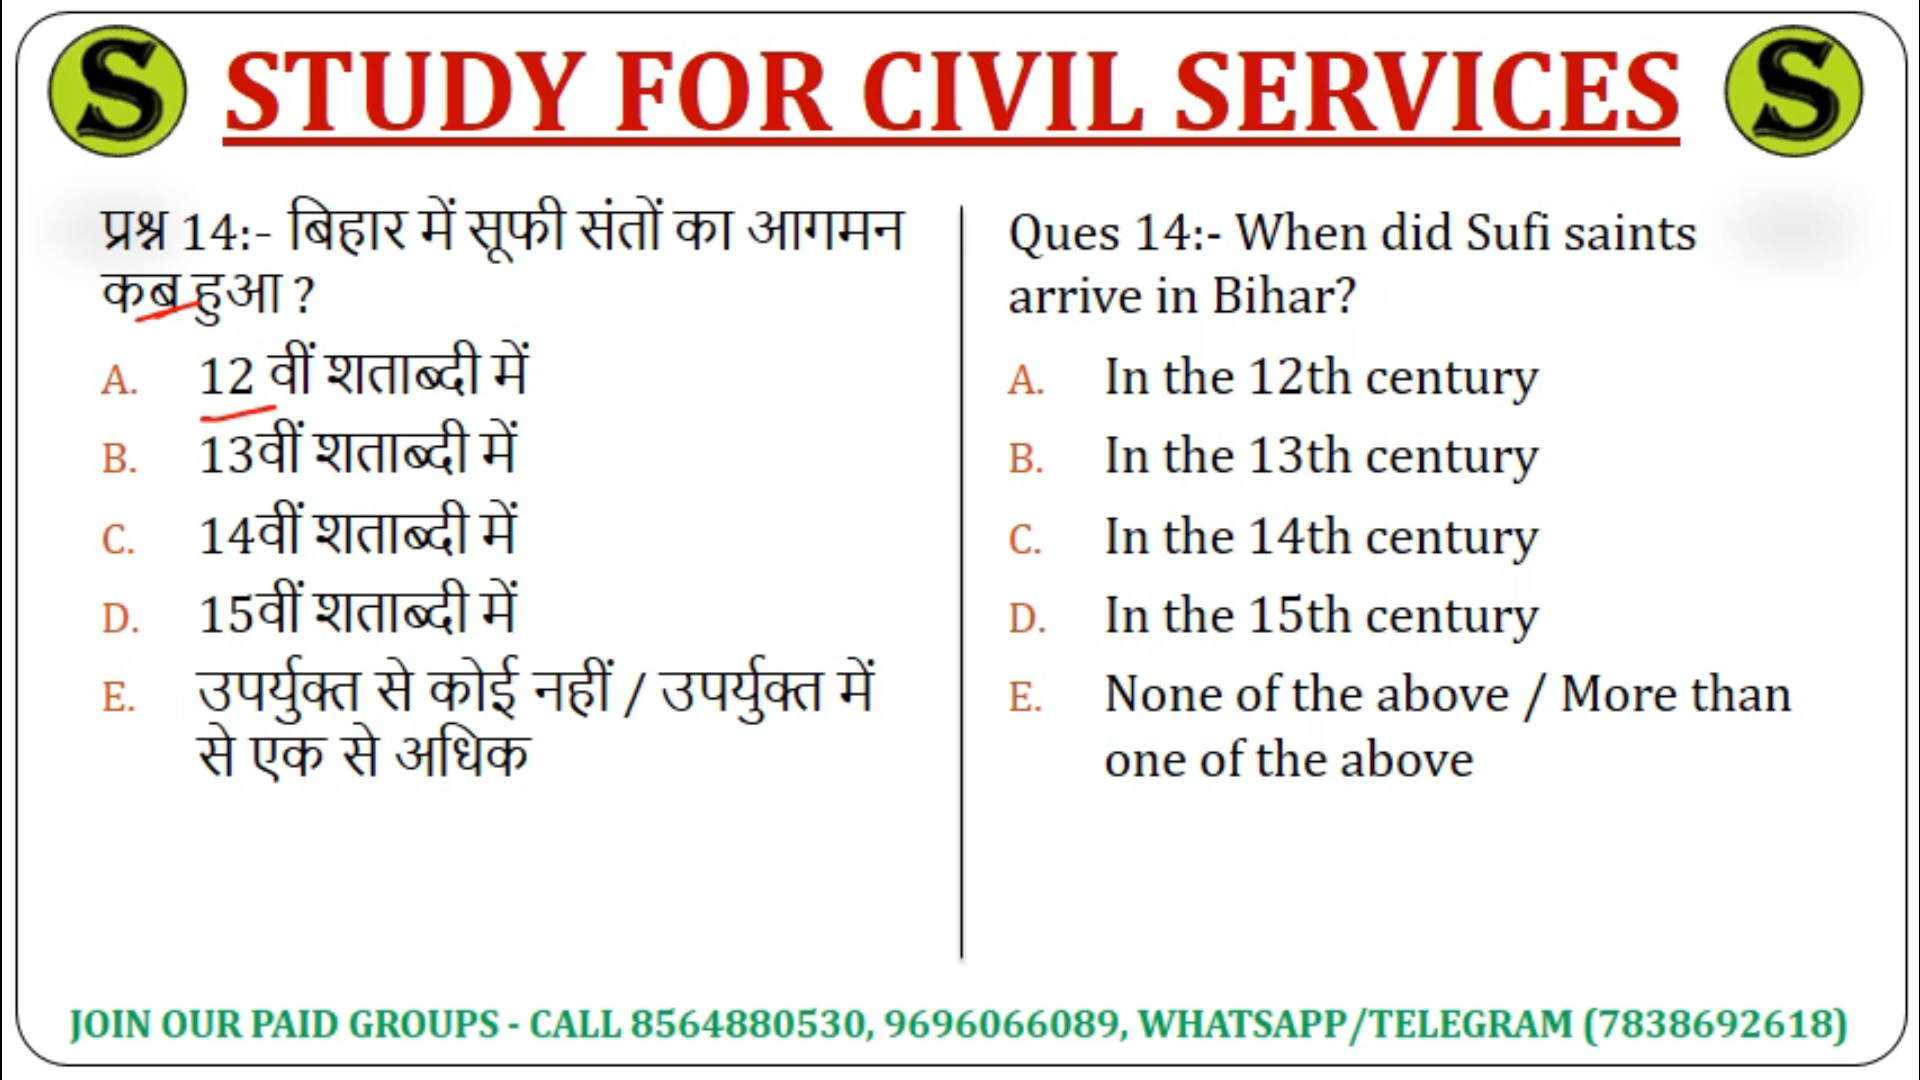 S STUDY FOR CIVIL SERVICES S
प्रश्न 14:- बिहार में सूफी संतों का आगमन
कब हुआ ?
A. 12 वीं शताब्दी में
B. 13वीं शताब्दी में
C. 14वीं शताब्दी में
D. 15वीं शताब्दी में
E. उपर्युक्त से कोई नहीं / उपर्युक्त में
से एक से अधिक
Ques 14:- When did Sufi saints
arrive in Bihar?
A. In the 12th century
B. In the 13th century
C. In the 14th century
D. In the 15th century
E. None of the above / More than
one of the above
JOIN OUR PAID GROUPS - CALL 8564880530, 9696066089, WHATSAPP/TELEGRAM (7838692618)